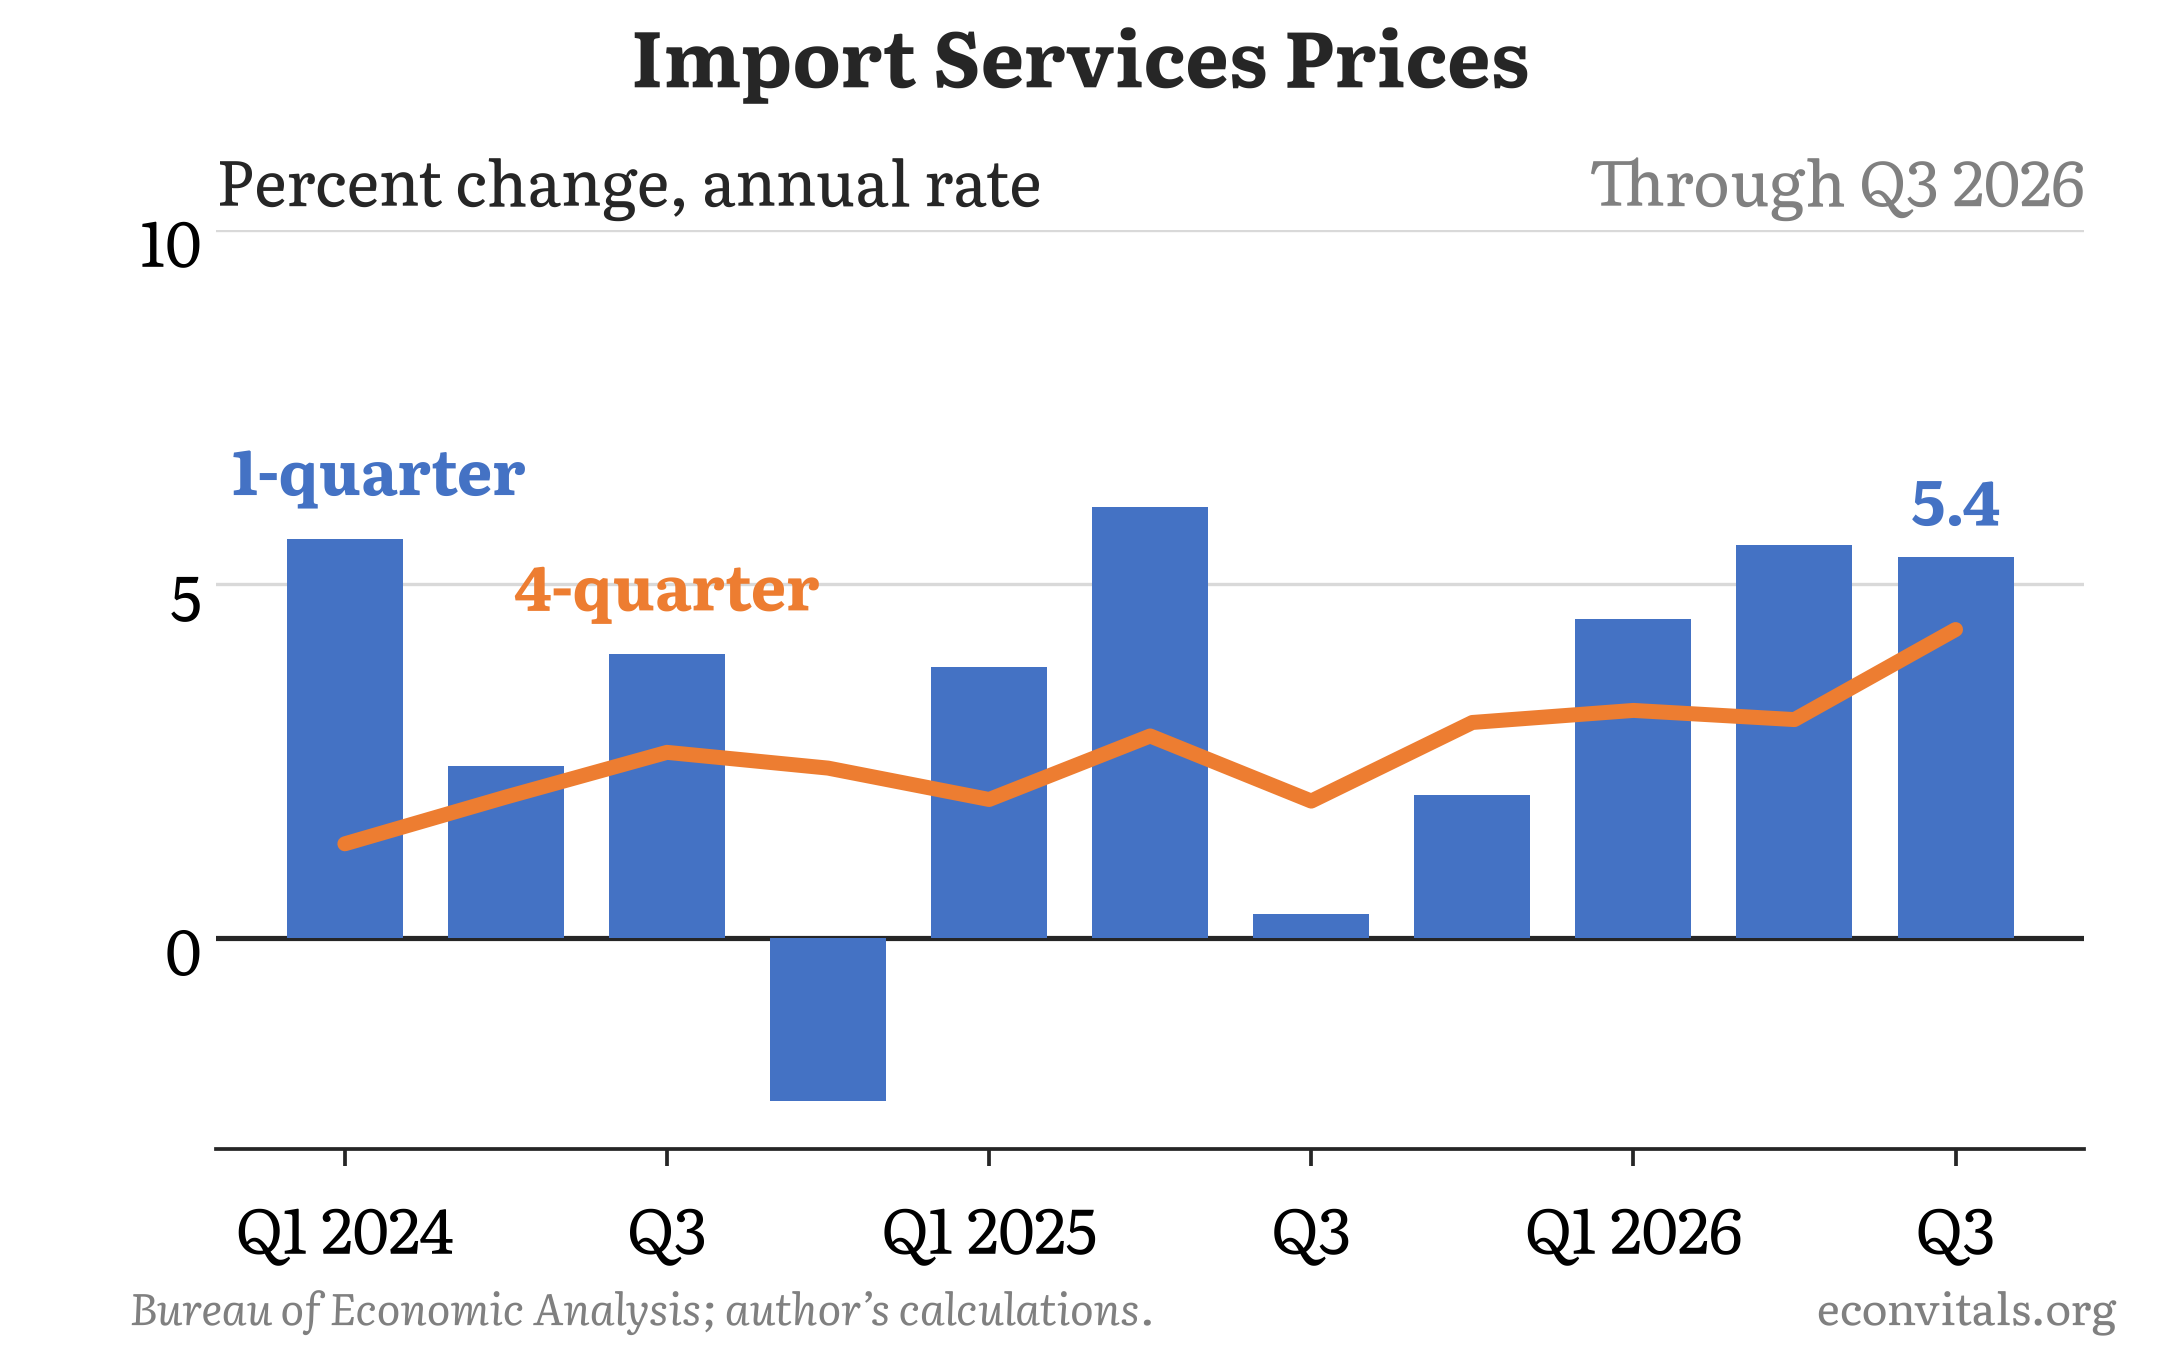 Import Services Prices
Percent change, annual rate
Through Q3 2026
10
1-quarter
5.4
4-quarter
5
0
Q1 2024
Q3
Q1 2025
Q3
Q1 2026
Q3
Bureau of Economic Analysis; author’s calculations.
econvitals.org